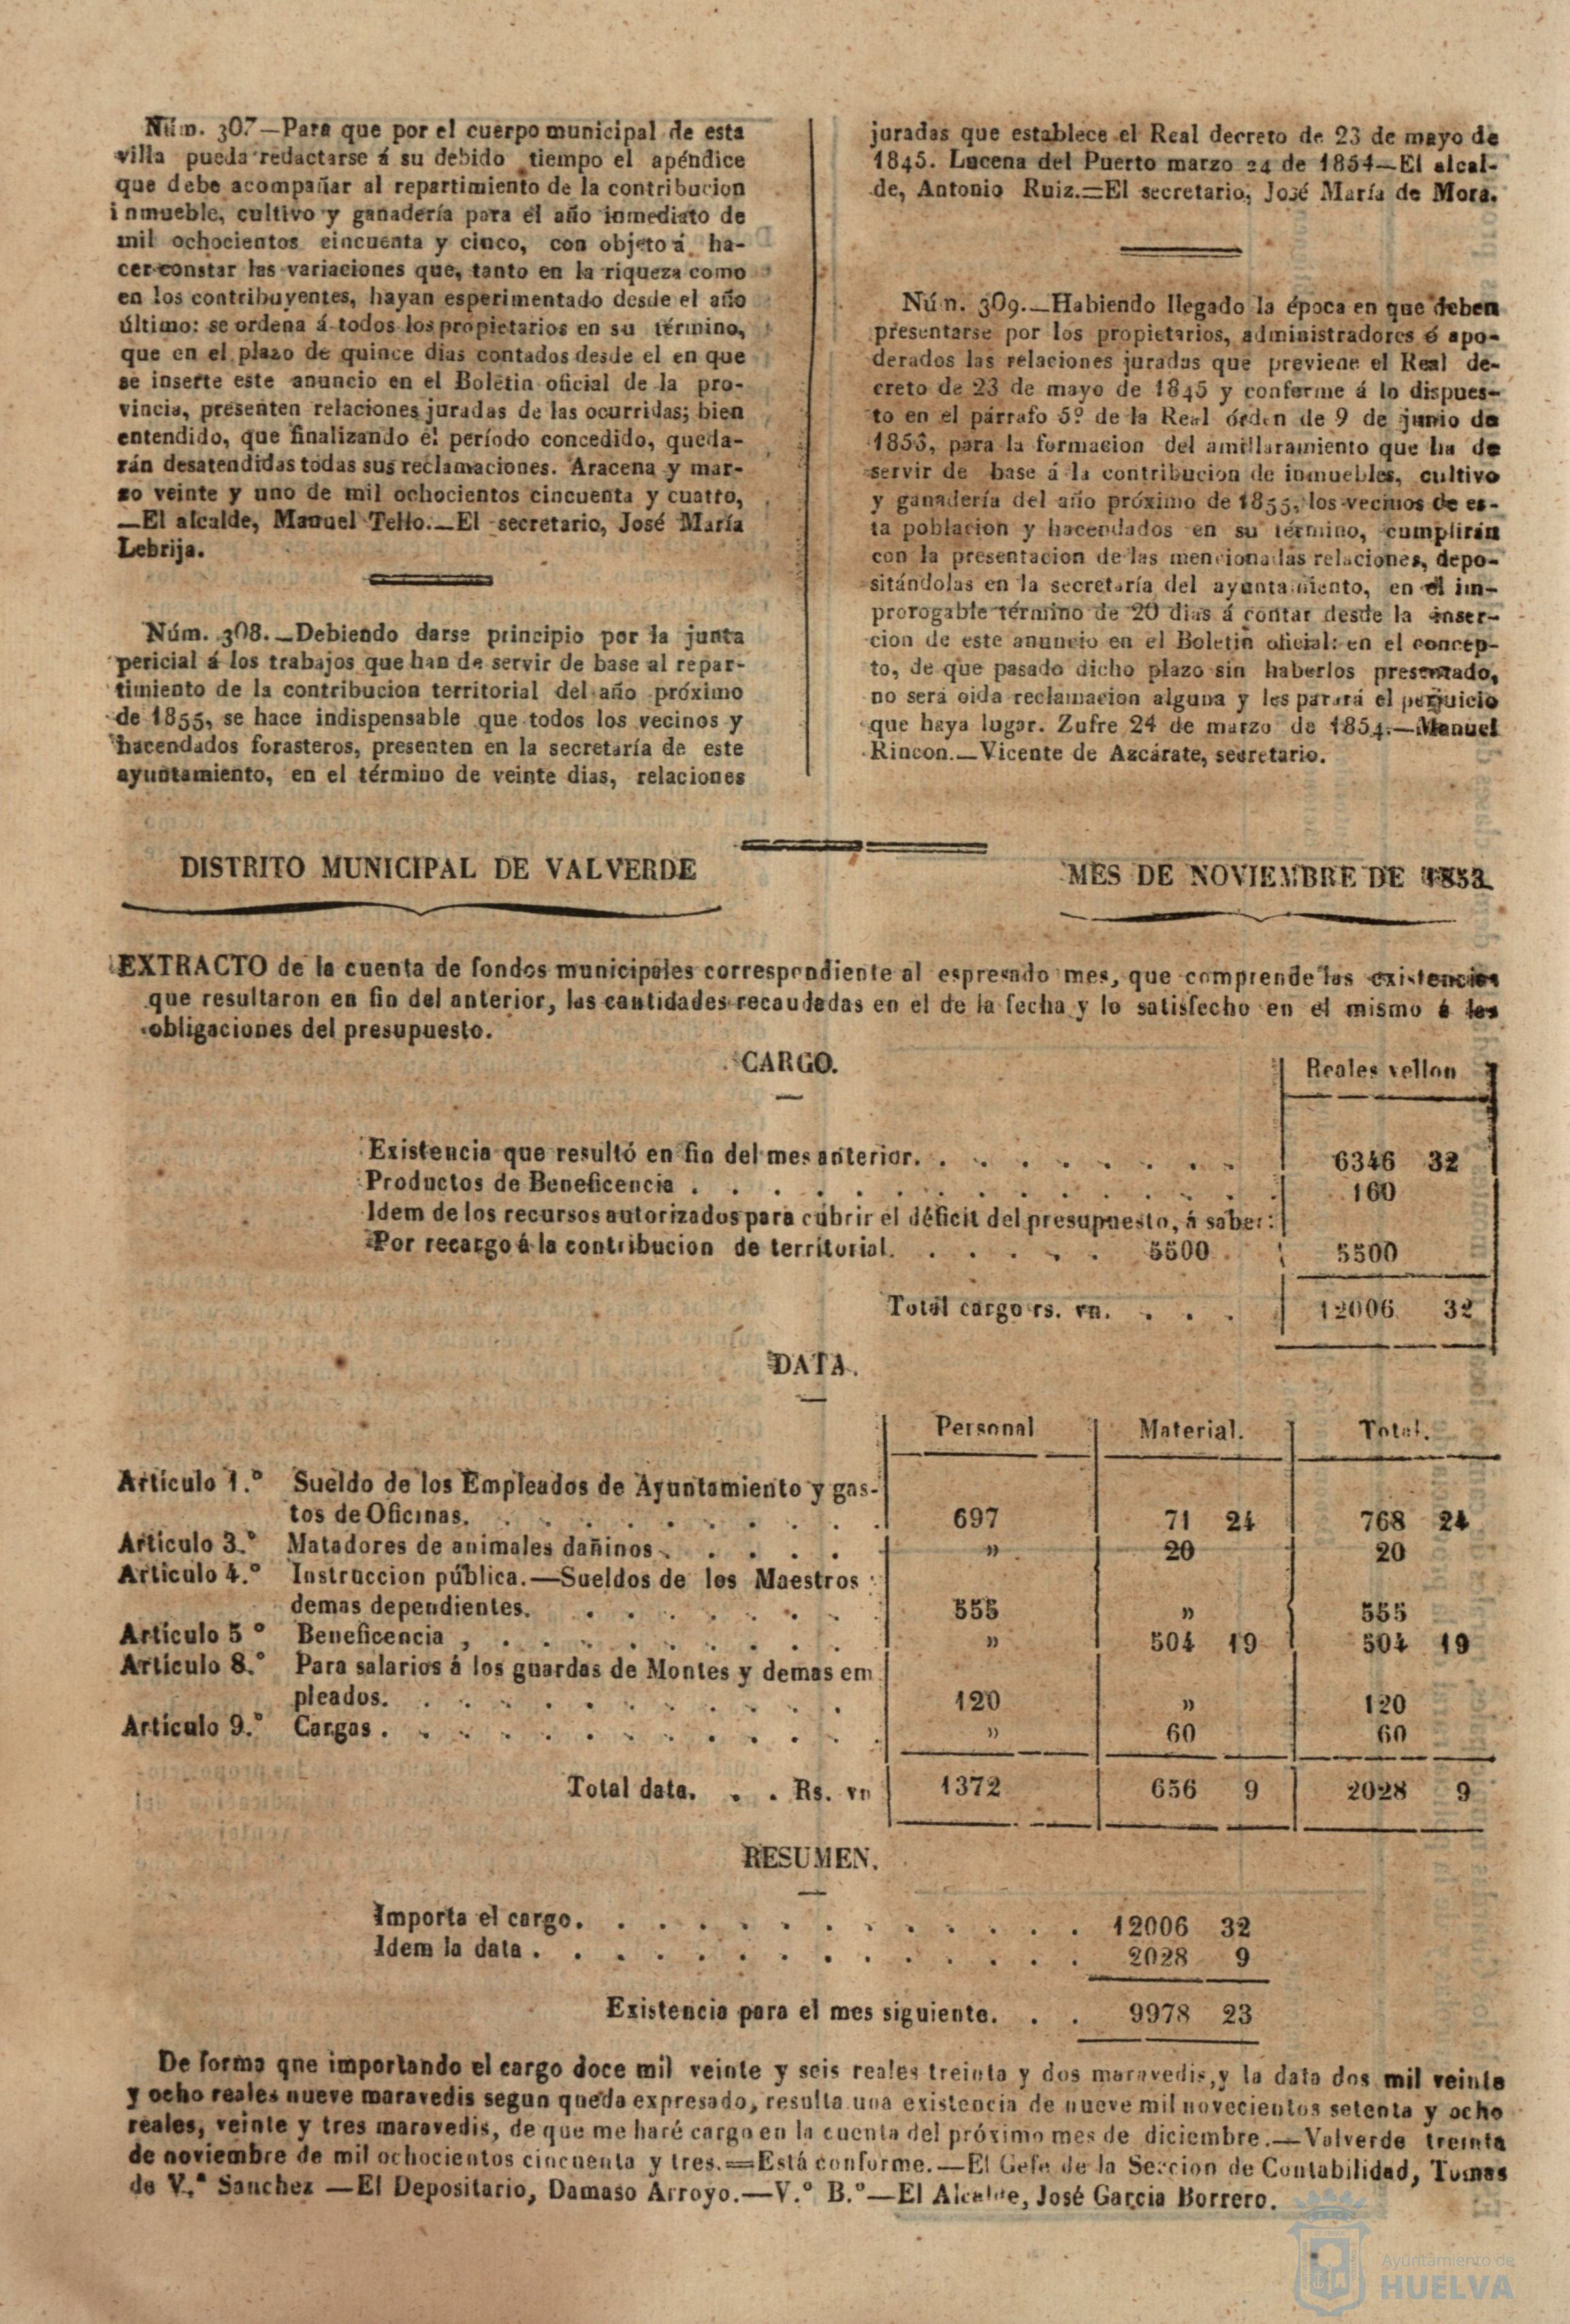 Núm. 307—Para que por el cuerpo municipal de esta
villa pueda redactarse á su debido tiempo el apéndice
que debe acompañar al repartimiento de la contribucion
inmueble, cultivo y ganadería para el año inmediato de
mil ochocientos cincuenta y cinco, con objeto á ha-
cer constar las variaciones que, tanto en la riqueza como
en los contribuyentes, hayan esperimentado desde el año
último: se ordena á todos los propietarios en su término,
que en el plazo de quince dias contados desde el en que
se inserte este anuncio en el Boletin oficial de la pro-
vincia, presenten relaciones juradas de las ocurridas; bien
entendido, que finalizando el período concedido, queda-
rán desatendidas todas sus reclamaciones. Aracena y mar-
zo veinte y uno de mil ochocientos cincuenta y cuatro,
—El alcalde, Manuel Tello.—El secretario, José María
Lebrija.
Núm. 308.—Debiendo darse principio por la junta
pericial á los trabajos que han de servir de base al repar-
timiento de la contribucion territorial del año próximo
de 1855, se hace indispensable que todos los vecinos y
hacendados forasteros, presenten en la secretaría de este
ayuntamiento, en el término de veinte dias, relaciones
juradas que establece el Real decreto de 23 de mayo de
1845. Lucena del Puerto marzo 24 de 1854—El alcal-
de, Antonio Ruiz.=El secretario, José María de Mora.
Núm. 309.—Habiendo llegado la época en que deben
presentarse por los propietarios, administradores ó apo-
derados las relaciones juradas que previene el Real de-
creto de 23 de mayo de 1845 y conforme á lo dispues-
to en el párrafo 5º de la Real órden de 9 de junio de
1853, para la formacion del amillaramiento que ha de
servir de base á la contribucion de inmuebles, cultivo
y ganadería del año próximo de 1855, los vecinos de es-
ta poblacion y hacendados en su término, cumplirán
con la presentacion de las mencionadas relaciones, depo-
sitándolas en la secretaría del ayuntamiento, en el im-
prorogable término de 20 dias á contar desde la inser-
cion de este anuncio en el Boletin oficial: en el concep-
to, de que pasado dicho plazo sin haberlos presentado,
no será oida reclamacion alguna y les parará el perjuicio
que haya lugar. Zufre 24 de marzo de 1854.—Manuel
Rincon.—Vicente de Azcárate, secretario.
DISTRITO MUNICIPAL DE VALVERDE
MES DE NOVIEMBRE DE 1853
EXTRACTO de la cuenta de fondos municipales correspondiente al espresado mes, que comprende las existencias
que resultaron en fin del anterior, las cantidades recaudadas en el de la fecha y lo satisfecho en el mismo á las
obligaciones del presupuesto.
CARGO.
Reales vellon
Existencia que resultó en fin del mes anterior. . . . . . . . . 6346 32
Productos de Beneficencia . . . . . . . . . . . . . . 160
Idem de los recursos autorizados para cubrir el déficit del presupuesto, á saber:
Por recargo á la contribucion de territorial. . . . . . 5500 5500
Total cargo rs. vn. . . . 12006 32
DATA.
Personal Material. Total.
Artículo 1.º Sueldo de los Empleados de Ayuntamiento y gas-
tos de Oficinas. . . . . . . . . . . 697 71 24 768 24
Artículo 3.º Matadores de animales dañinos . . . . . » 20 20
Artículo 4.º Instruccion pública.—Sueldos de los Maestros
demas dependientes. . . . . . . . 555 » 555
Artículo 5º Beneficencia , . . . . . . . . . » 504 19 504 19
Artículo 8.º Para salarios á los guardas de Montes y demas em
pleados. . . . . . . . . . . . 120 » 120
Artículo 9.º Cargas . . . . . . . . . . . . » 60 60
Total data. . . Rs. vn 1372 656 9 2028 9
RESUMEN.
Importa el cargo. . . . . . . . . . . . . 12006 32
Idem la data . . . . . . . . . . . . . . 2028 9
Existencia para el mes siguiente. . . 9978 23
De forma qne importando el cargo doce mil veinte y seis reales treinta y dos maravedis, y la data dos mil veinte
y ocho reales nueve maravedis segun queda expresado, resulta una existencia de nueve mil novecientos setenta y ocho
reales, veinte y tres maravedis, de que me haré cargo en la cuenta del próximo mes de diciembre.—Valverde treinta
de noviembre de mil ochocientos cincuenta y tres.=Está conforme.—El Gefe de la Seccion de Contabilidad, Tomas
de V.ª Sanchez —El Depositario, Damaso Arroyo.—V.º B.º—El Alcalde, José Garcia Borrero.
Ayuntamiento de
HUELVA